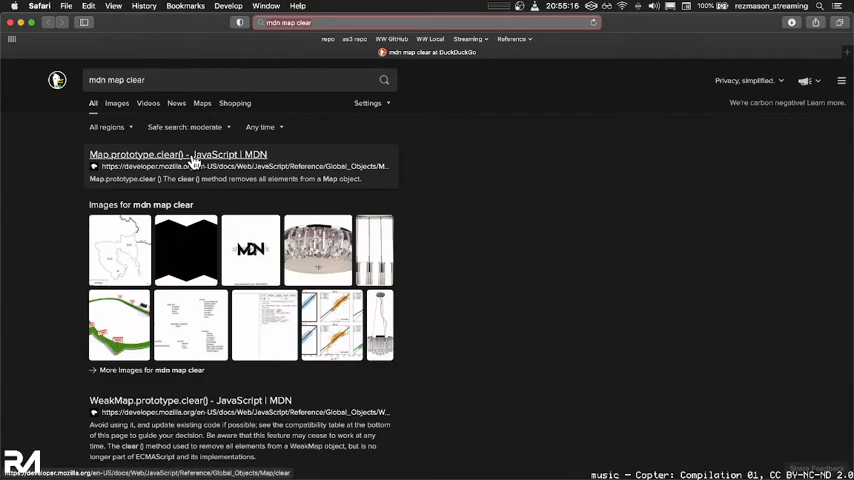 Safari File Edit View History Bookmarks Develop Window Help 100% rezmason_streaming 20:55:16
mdn map clear
repo as3 repo WW GitHub WW Local Streaming Reference
mdn map clear at DuckDuckGo
mdn map clear
Privacy, simplified.
All Images Videos News Maps Shopping Settings
We're carbon negative! Learn more.
All regions Safe search: moderate Any time
Map.prototype.clear() - JavaScript | MDN
https://developer.mozilla.org/en-US/docs/Web/JavaScript/Reference/Global_Objects/M...
Map.prototype.clear () The clear () method removes all elements from a Map object.
Images for mdn map clear
MDN
More Images for mdn map clear
WeakMap.prototype.clear() - JavaScript | MDN
https://developer.mozilla.org/en-US/docs/Web/JavaScript/Reference/Global_Objects/W...
Avoid using it, and update existing code if possible; see the compatibility table at the bottom
of this page to guide your decision. Be aware that this feature may cease to work at any
time. The clear () method used to remove all elements from a WeakMap object, but is no
longer part of ECMAScript and its implementations.
RM
Share Feedback
https://developer.mozilla.org/en-US/docs/Web/JavaScript/Reference/Global_Objects/Map/clear
music - Copter: Compilation 01, CC BY-NC-ND 2.0